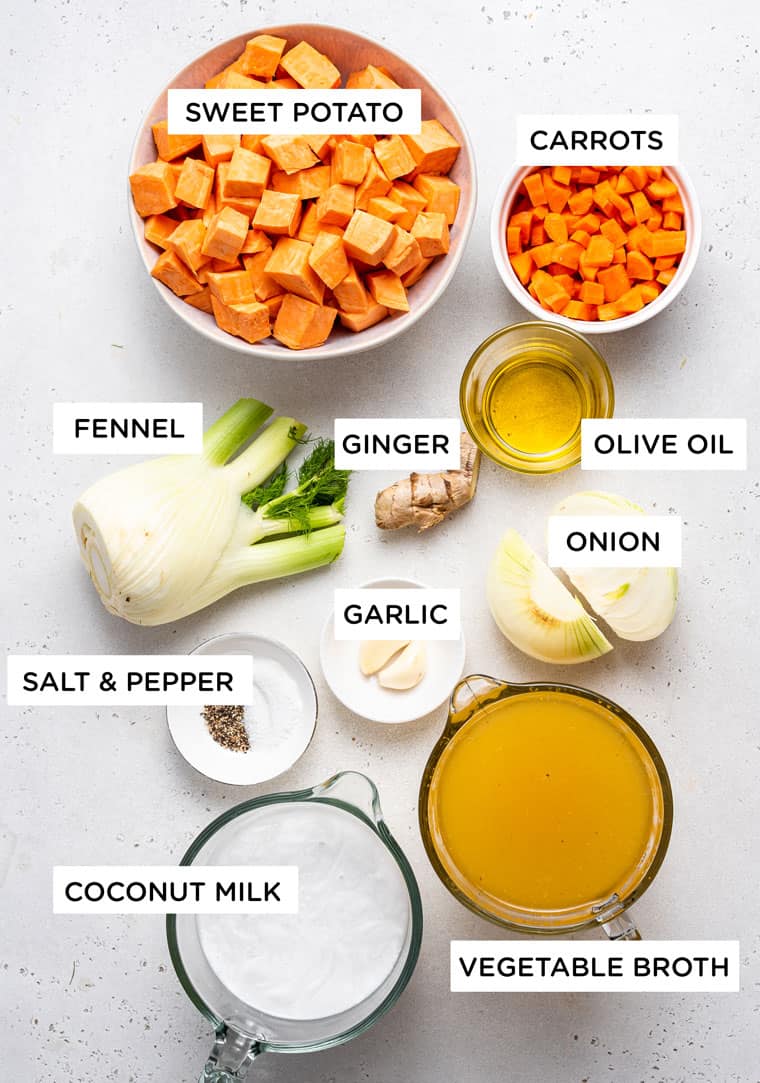 SWEET POTATO
CARROTS
FENNEL
GINGER
OLIVE OIL
ONION
GARLIC
SALT & PEPPER
COCONUT MILK
VEGETABLE BROTH